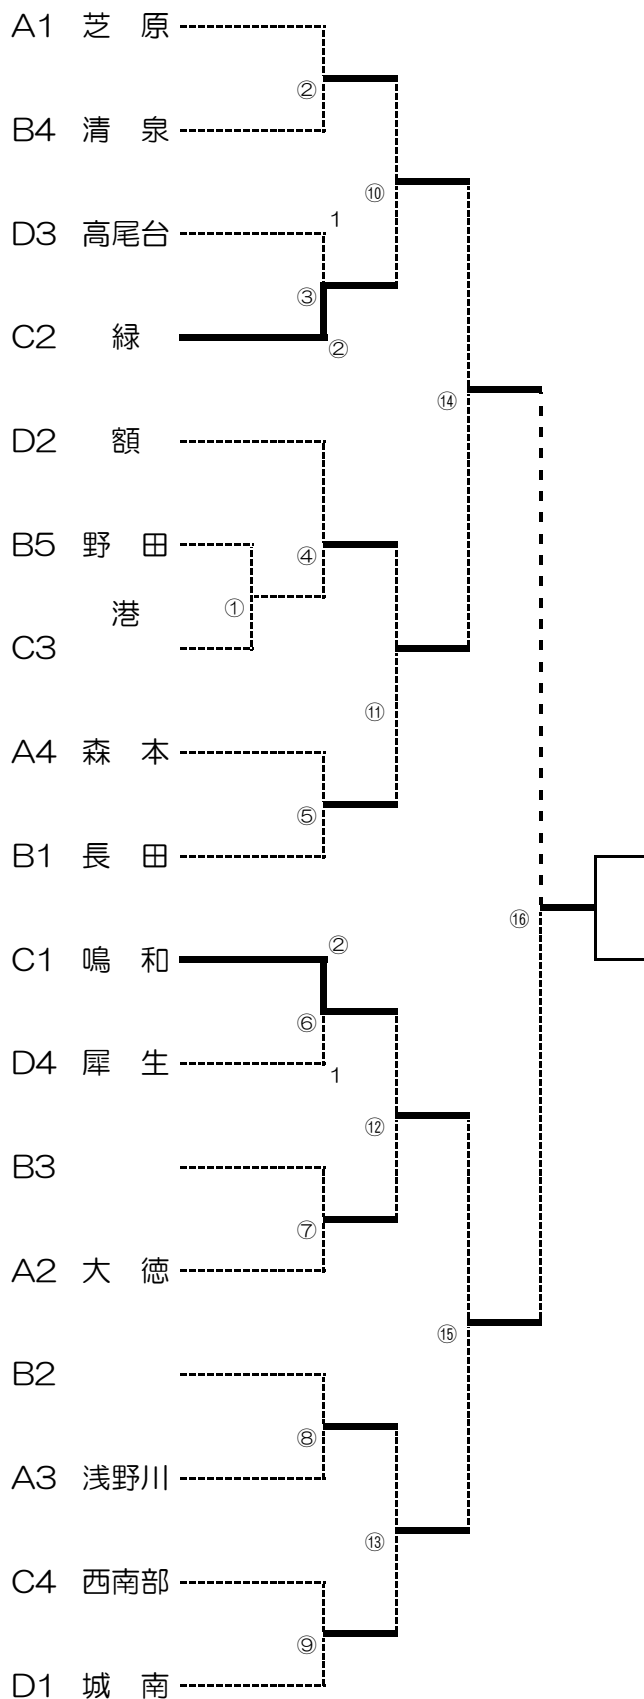 A1 芝 原
②
B4 清 泉
⑩
D3 高尾台
1
③
C2 緑
②
⑭
D2 額
B5 野 田
④
①
港
C3
⑪
A4 森 本
⑤
B1 長 田
⑯
C1 鳴 和
②
⑥
D4 犀 生
1
⑫
B3
⑦
A2 大 徳
⑮
B2
⑧
A3 浅野川
⑬
C4 西南部
⑨
D1 城 南